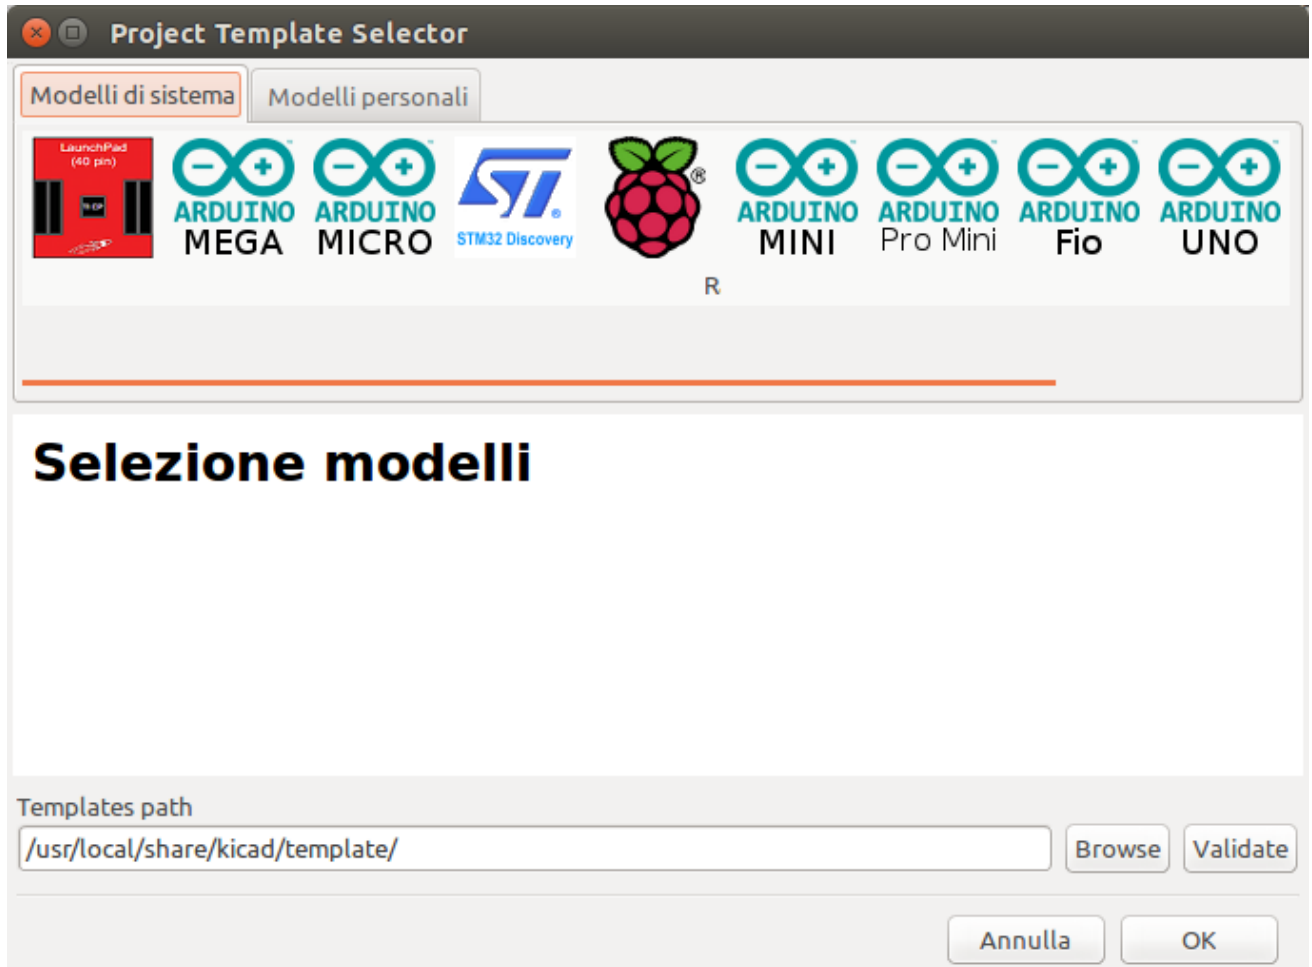 Project Template Selector
Modelli di sistema Modelli personali
LaunchPad
(40 pin)
ARDUINO ARDUINO ® ARDUINO ARDUINO ARDUINO ARDUINO
MEGA MICRO STM32 Discovery MINI Pro Mini Fio UNO
R
Selezione modelli
Templates path
/usr/local/share/kicad/template/ Browse Validate
Annulla OK